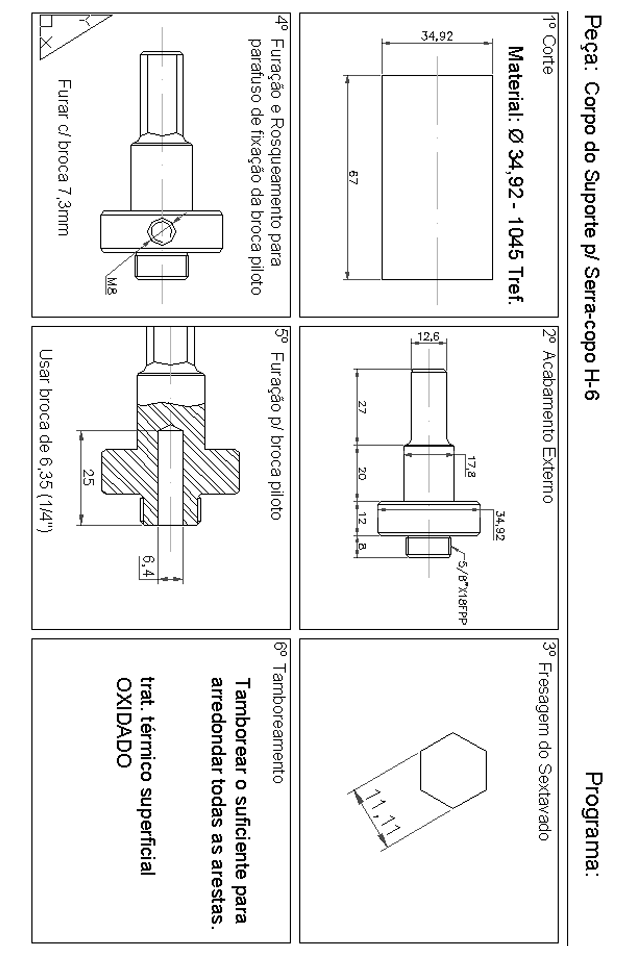 Peça: Corpo do Suporte p/ Serra-copo H-6
Programa:
1º Corte
Material: Ø 34,92 - 1045 Tref.
34,92
67
2º Acabamento Externo
12,6
17,8
34,92
5/8"X18FPP
27
20
12
8
3º Fresagem do Sextavado
11,11
4º Furação e Rosqueamento para
parafuso de fixação da broca piloto
M8
Furar c/ broca 7,3mm
Y
X
5º Furação p/ broca piloto
25
6,4
Usar broca de 6,35 (1/4")
6º Tamboreamento
Tamborear o suficiente para
arredondar todas as arestas.
trat. térmico superficial
OXIDADO